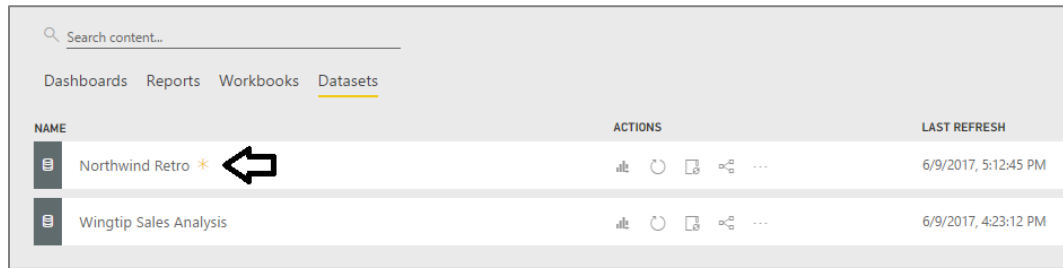 Search content...
Dashboards Reports Workbooks Datasets
NAME ACTIONS LAST REFRESH
Northwind Retro 6/9/2017, 5:12:45 PM
Wingtip Sales Analysis 6/9/2017, 4:23:12 PM